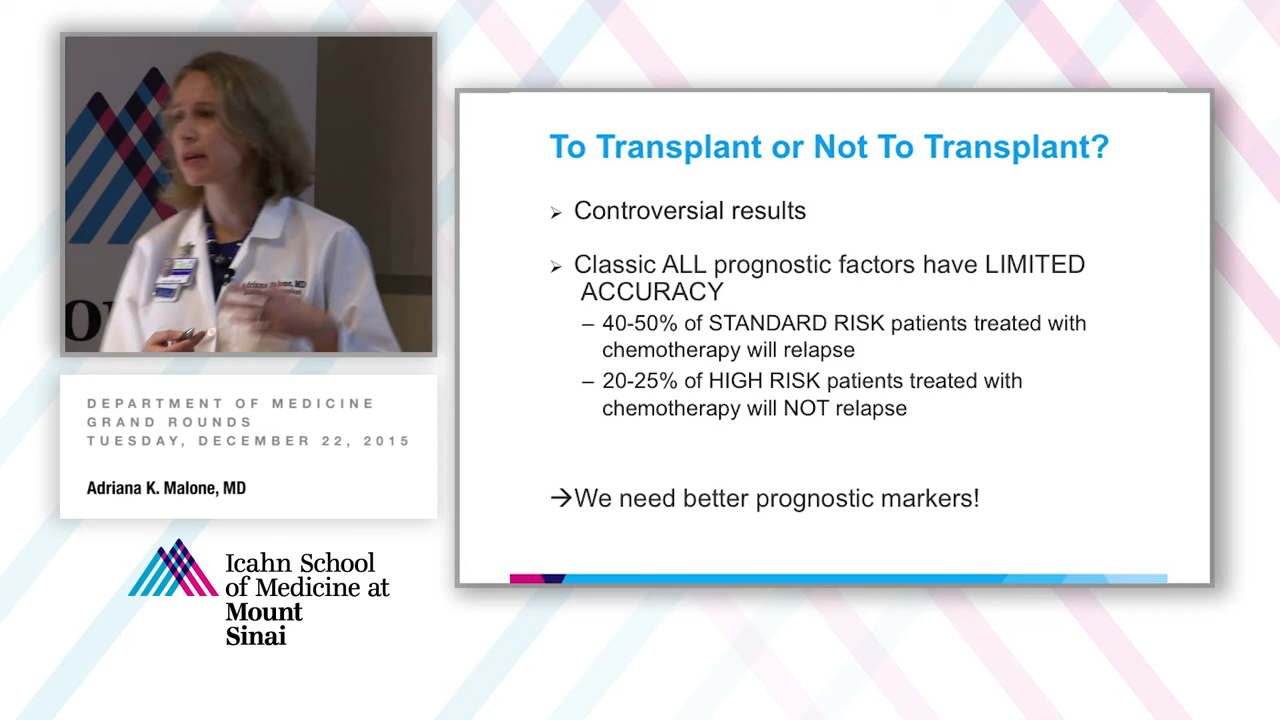 To Transplant or Not To Transplant?
➢ Controversial results
➢ Classic ALL prognostic factors have LIMITED
ACCURACY
– 40-50% of STANDARD RISK patients treated with
chemotherapy will relapse
– 20-25% of HIGH RISK patients treated with
chemotherapy will NOT relapse
→We need better prognostic markers!
Adriana Malone, MD
DEPARTMENT OF MEDICINE
GRAND ROUNDS
TUESDAY, DECEMBER 22, 2015
Adriana K. Malone, MD
Icahn School
of Medicine at
Mount
Sinai